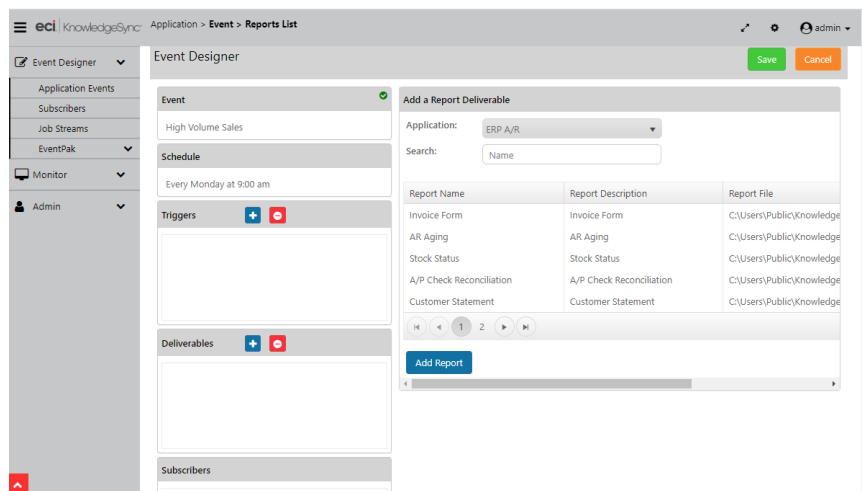 eci KnowledgeSync Application > Event > Reports List admin
Event Designer
Application Events
Subscribers
Job Streams
EventPak
Monitor
Admin
Event Designer
Save Cancel
Event
High Volume Sales
Schedule
Every Monday at 9:00 am
Triggers
Deliverables
Subscribers
Add a Report Deliverable
Application: ERP A/R
Search: Name
Report Name Report Description Report File
Invoice Form Invoice Form C:\Users\Public\Knowledge
AR Aging AR Aging C:\Users\Public\Knowledge
Stock Status Stock Status C:\Users\Public\Knowledge
A/P Check Reconciliation A/P Check Reconciliation C:\Users\Public\Knowledge
Customer Statement Customer Statement C:\Users\Public\Knowledge
1 2
Add Report